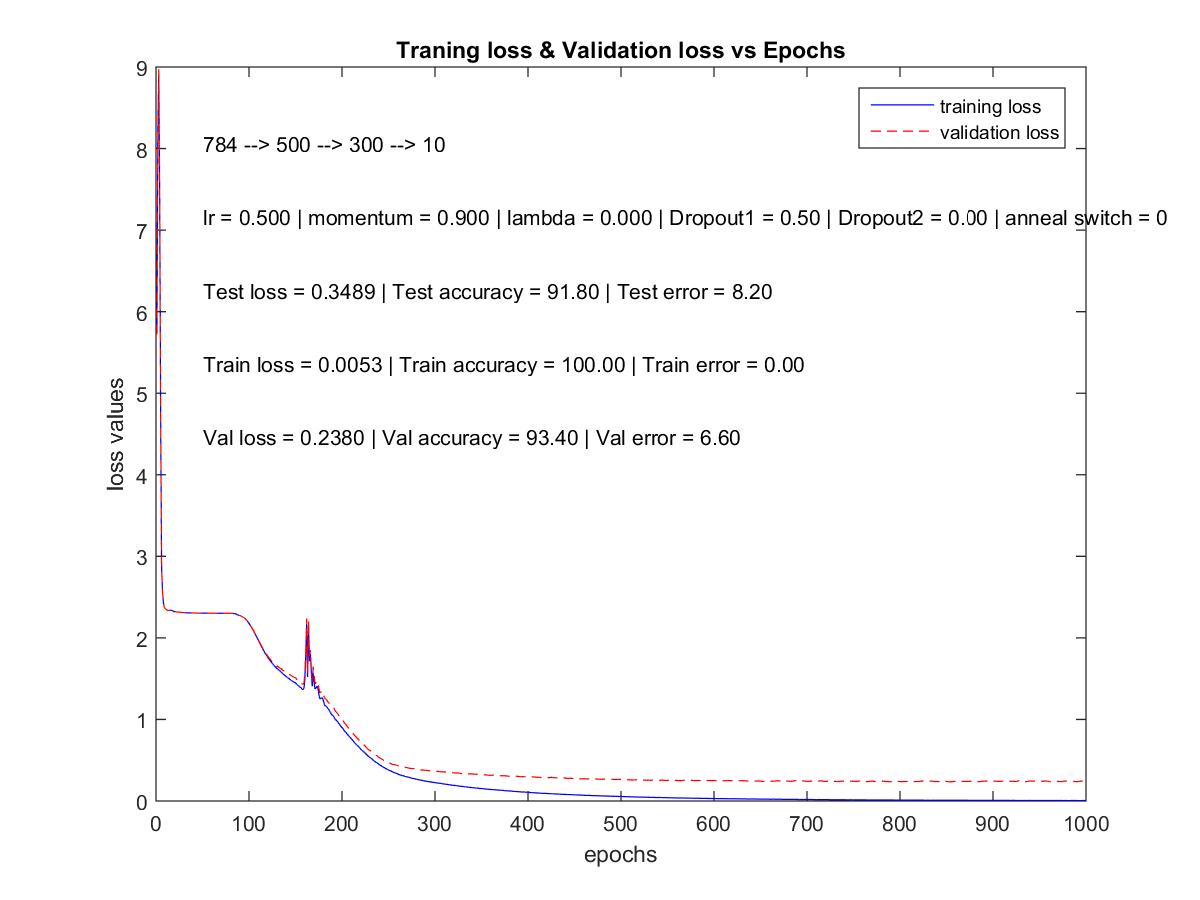 Traning loss & Validation loss vs Epochs
training loss
validation loss
784 --> 500 --> 300 --> 10
lr = 0.500 | momentum = 0.900 | lambda = 0.000 | Dropout1 = 0.50 | Dropout2 = 0.00 | anneal switch = 0
Test loss = 0.3489 | Test accuracy = 91.80 | Test error = 8.20
Train loss = 0.0053 | Train accuracy = 100.00 | Train error = 0.00
Val loss = 0.2380 | Val accuracy = 93.40 | Val error = 6.60
loss values
9
8
7
6
5
4
3
2
1
0
0 100 200 300 400 500 600 700 800 900 1000
epochs